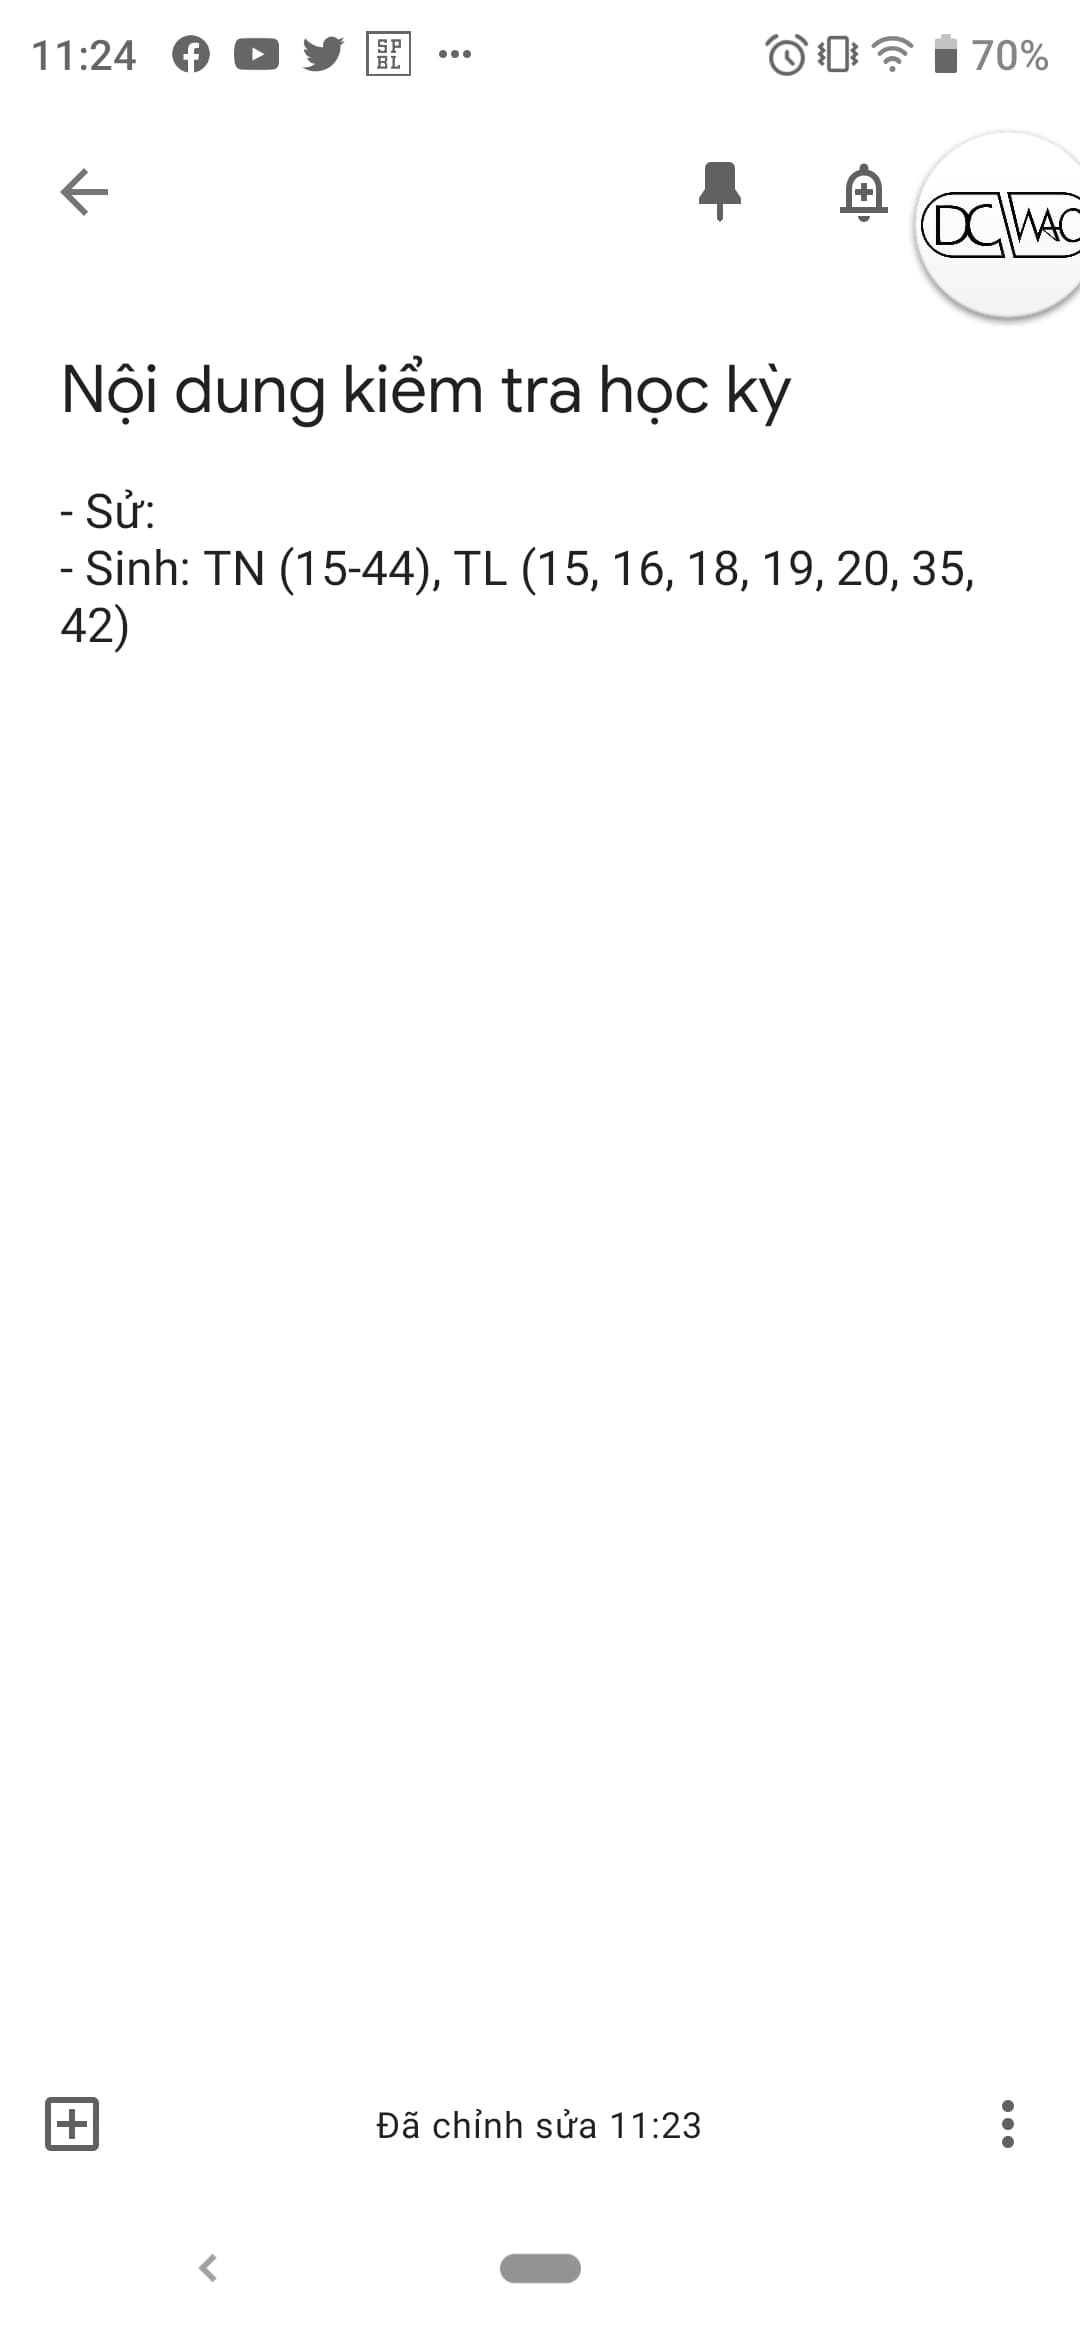 11:24 SP BL 70%
DC WAC
Nội dung kiểm tra học kỳ
- Sử:
- Sinh: TN (15-44), TL (15, 16, 18, 19, 20, 35,
42)
Đã chỉnh sửa 11:23